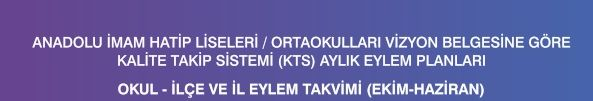 ANADOLU İMAM HATİP LİSELERİ / ORTAOKULLARI VİZYON BELGESİNE GÖRE
KALİTE TAKİP SİSTEMİ (KTS) AYLIK EYLEM PLANLARI
OKUL - İLÇE VE İL EYLEM TAKVİMİ (EKİM-HAZİRAN)